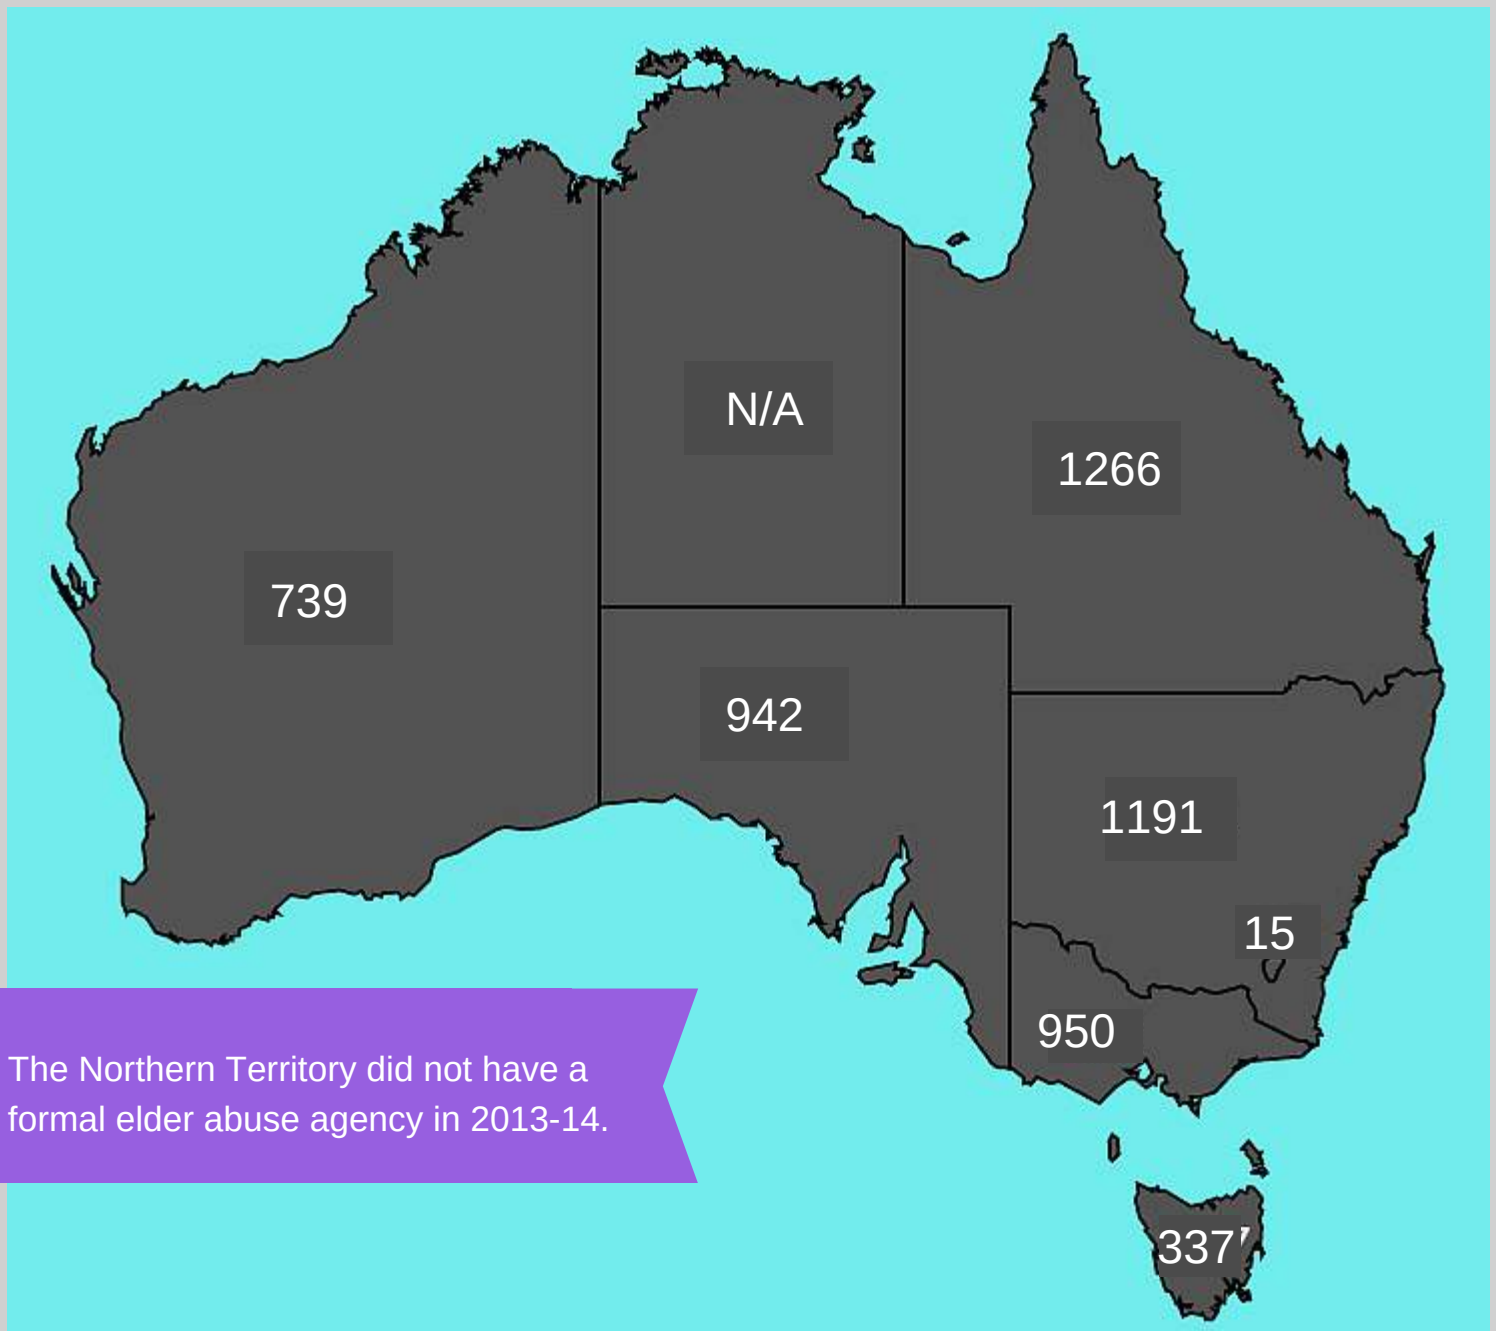 N/A
1266
739
942
1191
15
950
The Northern Territory did not have a
formal elder abuse agency in 2013-14.
337